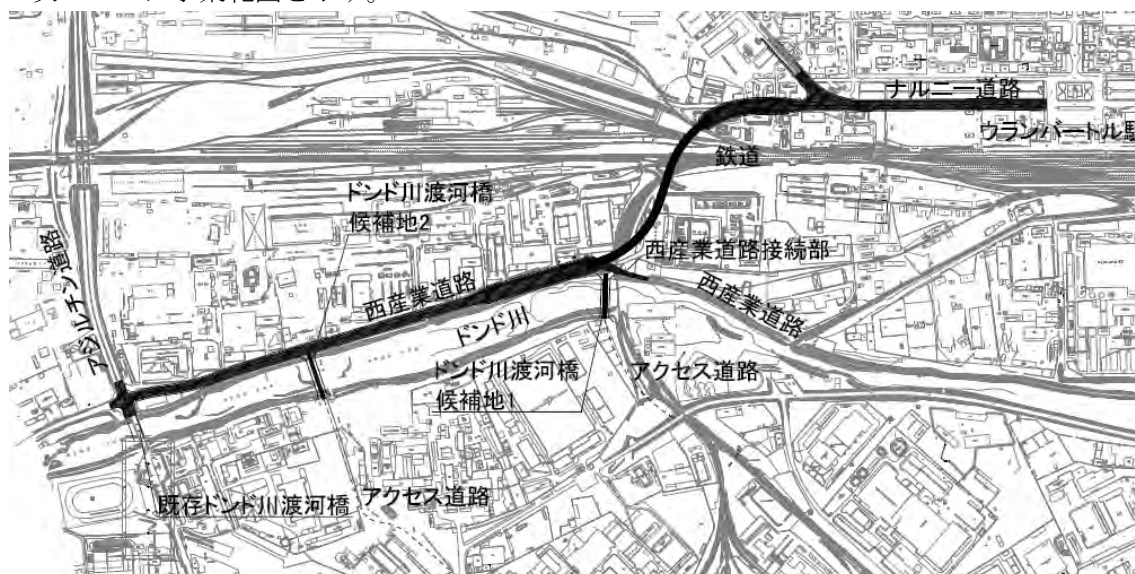 ナルニー道路
ウランバートル駅
鉄道
ドンド川渡河橋
候補地2
西産業道路接続部
アジルチン道路
西産業道路
ドンド川
西産業道路
ドンド川渡河橋
候補地1
アクセス道路
既存ドンド川渡河橋
アクセス道路